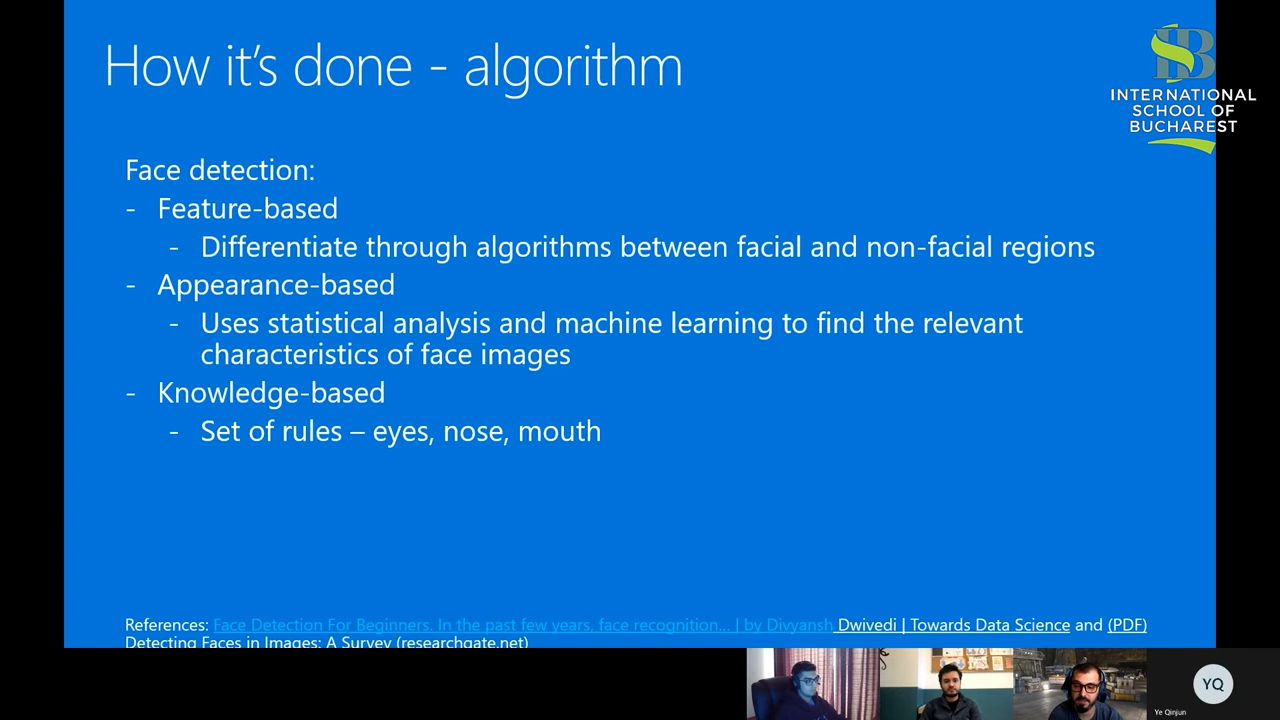 How it's done - algorithm
ISB
INTERNATIONAL
SCHOOL OF
BUCHAREST
Face detection:
- Feature-based
- Differentiate through algorithms between facial and non-facial regions
- Appearance-based
- Uses statistical analysis and machine learning to find the relevant
characteristics of face images
- Knowledge-based
- Set of rules – eyes, nose, mouth
References: Face Detection For Beginners. In the past few years, face recognition... | by Divyansh Dwivedi | Towards Data Science and (PDF)
Detecting Faces in Images: A Survey (researchgate.net)
YQ
Ye Qinjun